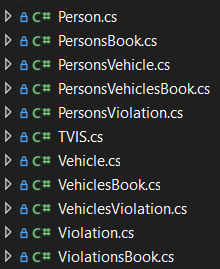 C# Person.cs
C# PersonsBook.cs
C# PersonsVehicle.cs
C# PersonsVehiclesBook.cs
C# PersonsViolation.cs
C# TVIS.cs
C# Vehicle.cs
C# VehiclesBook.cs
C# VehiclesViolation.cs
C# Violation.cs
C# ViolationsBook.cs